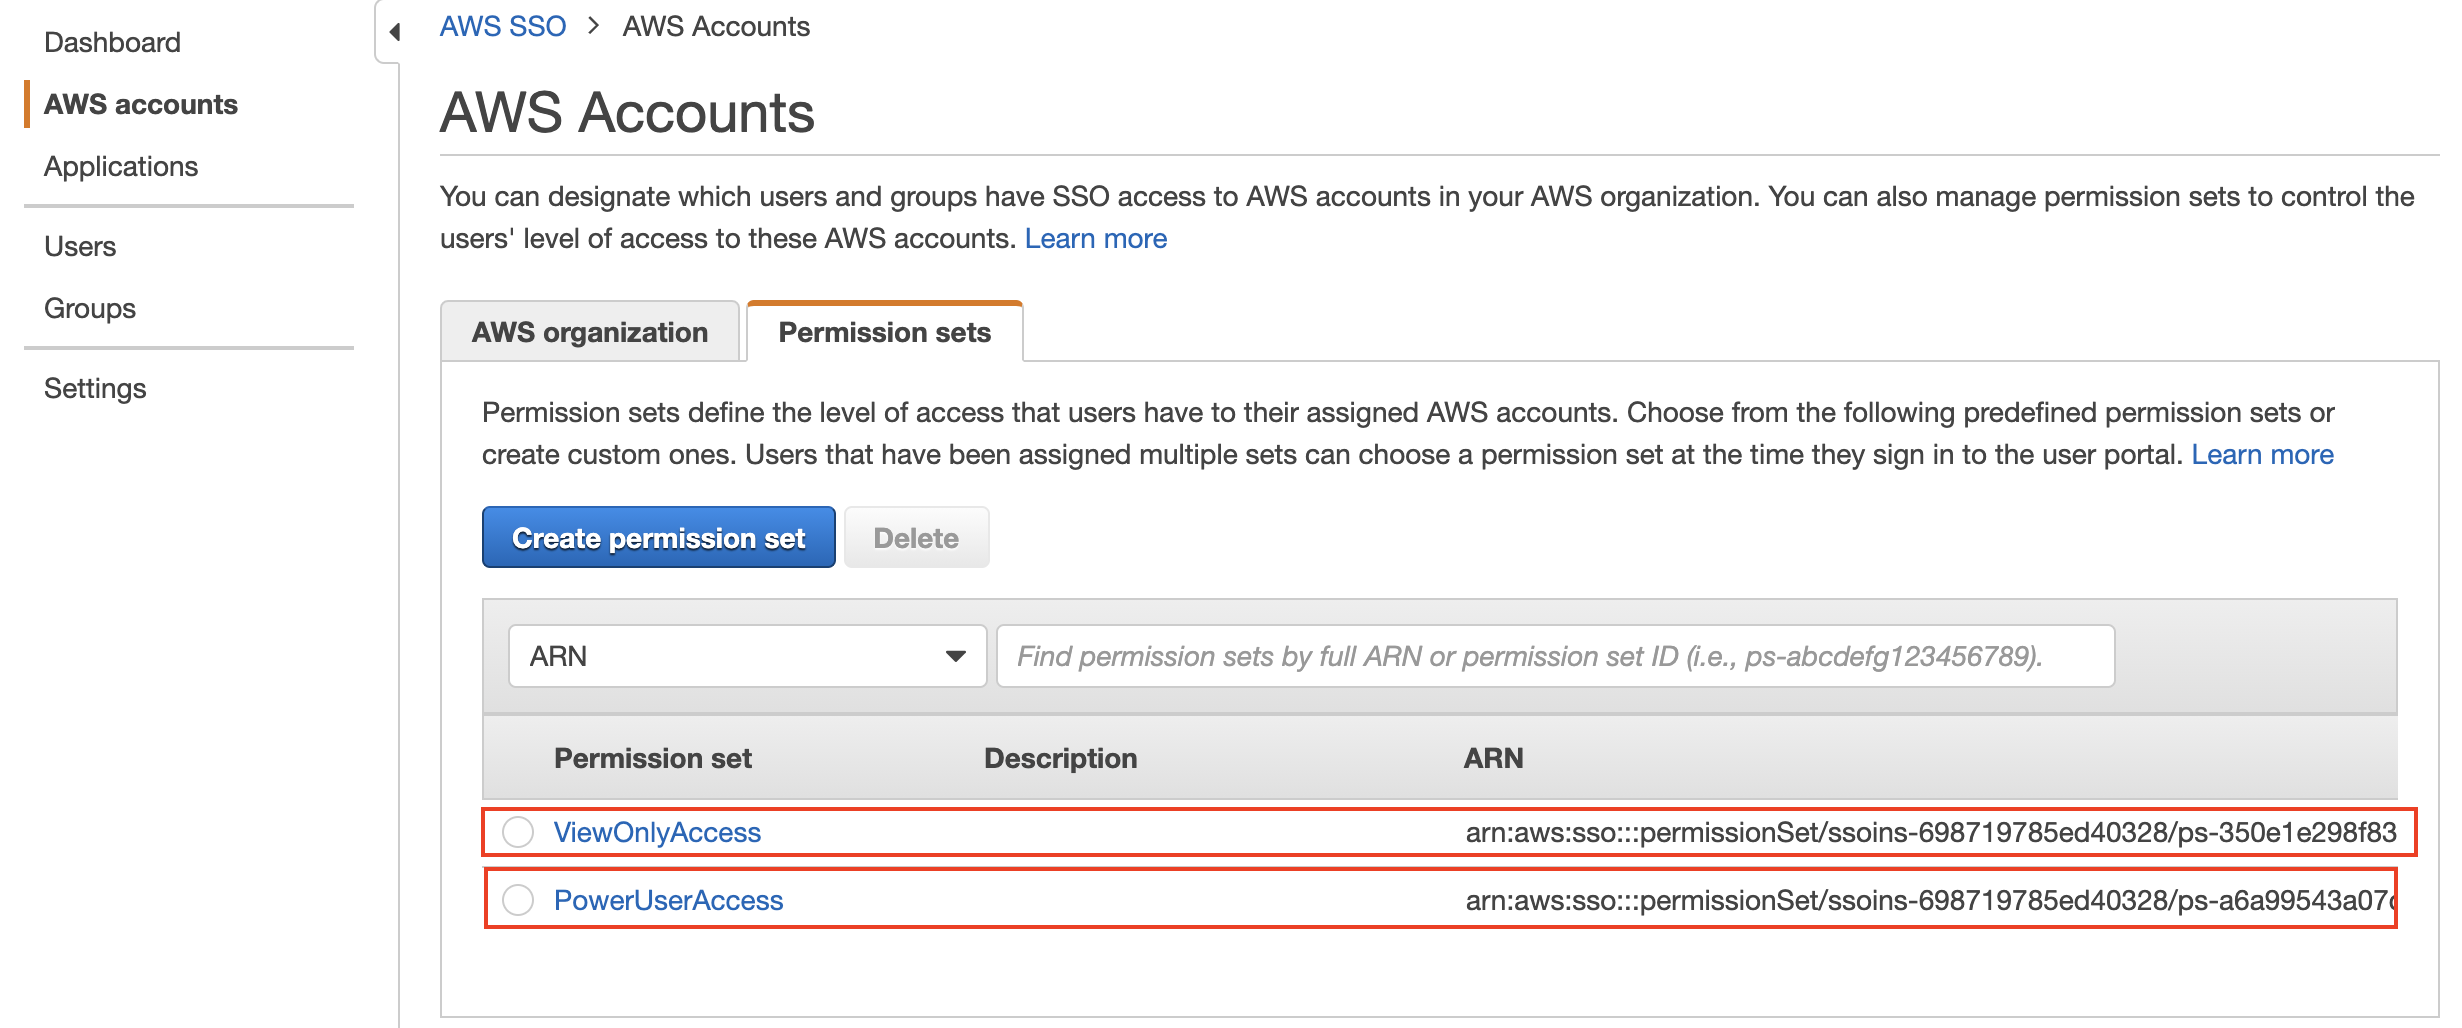 Dashboard
AWS accounts
Applications
Users
Groups
Settings
AWS SSO > AWS Accounts
AWS Accounts
You can designate which users and groups have SSO access to AWS accounts in your AWS organization. You can also manage permission sets to control the
users' level of access to these AWS accounts. Learn more
AWS organization
Permission sets
Permission sets define the level of access that users have to their assigned AWS accounts. Choose from the following predefined permission sets or
create custom ones. Users that have been assigned multiple sets can choose a permission set at the time they sign in to the user portal. Learn more
Create permission set
Delete
ARN
Find permission sets by full ARN or permission set ID (i.e., ps-abcdefg123456789).
Permission set Description ARN
ViewOnlyAccess arn:aws:sso:::permissionSet/ssoins-698719785ed40328/ps-350e1e298f83
PowerUserAccess arn:aws:sso:::permissionSet/ssoins-698719785ed40328/ps-a6a99543a07